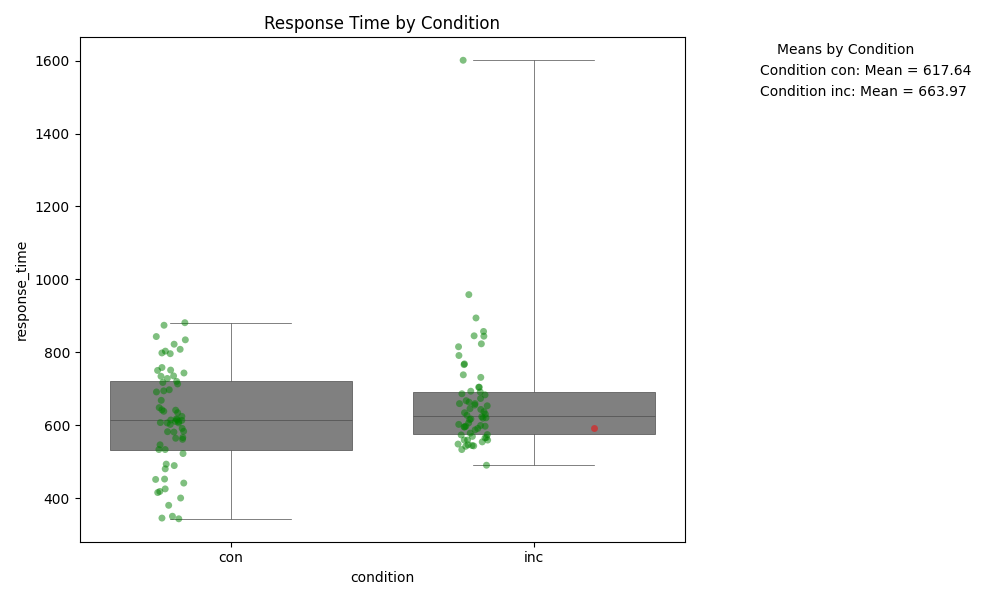 Response Time by Condition
Means by Condition
Condition con: Mean = 617.64
Condition inc: Mean = 663.97
response_time
1600
1400
1200
1000
800
600
400
con
inc
condition